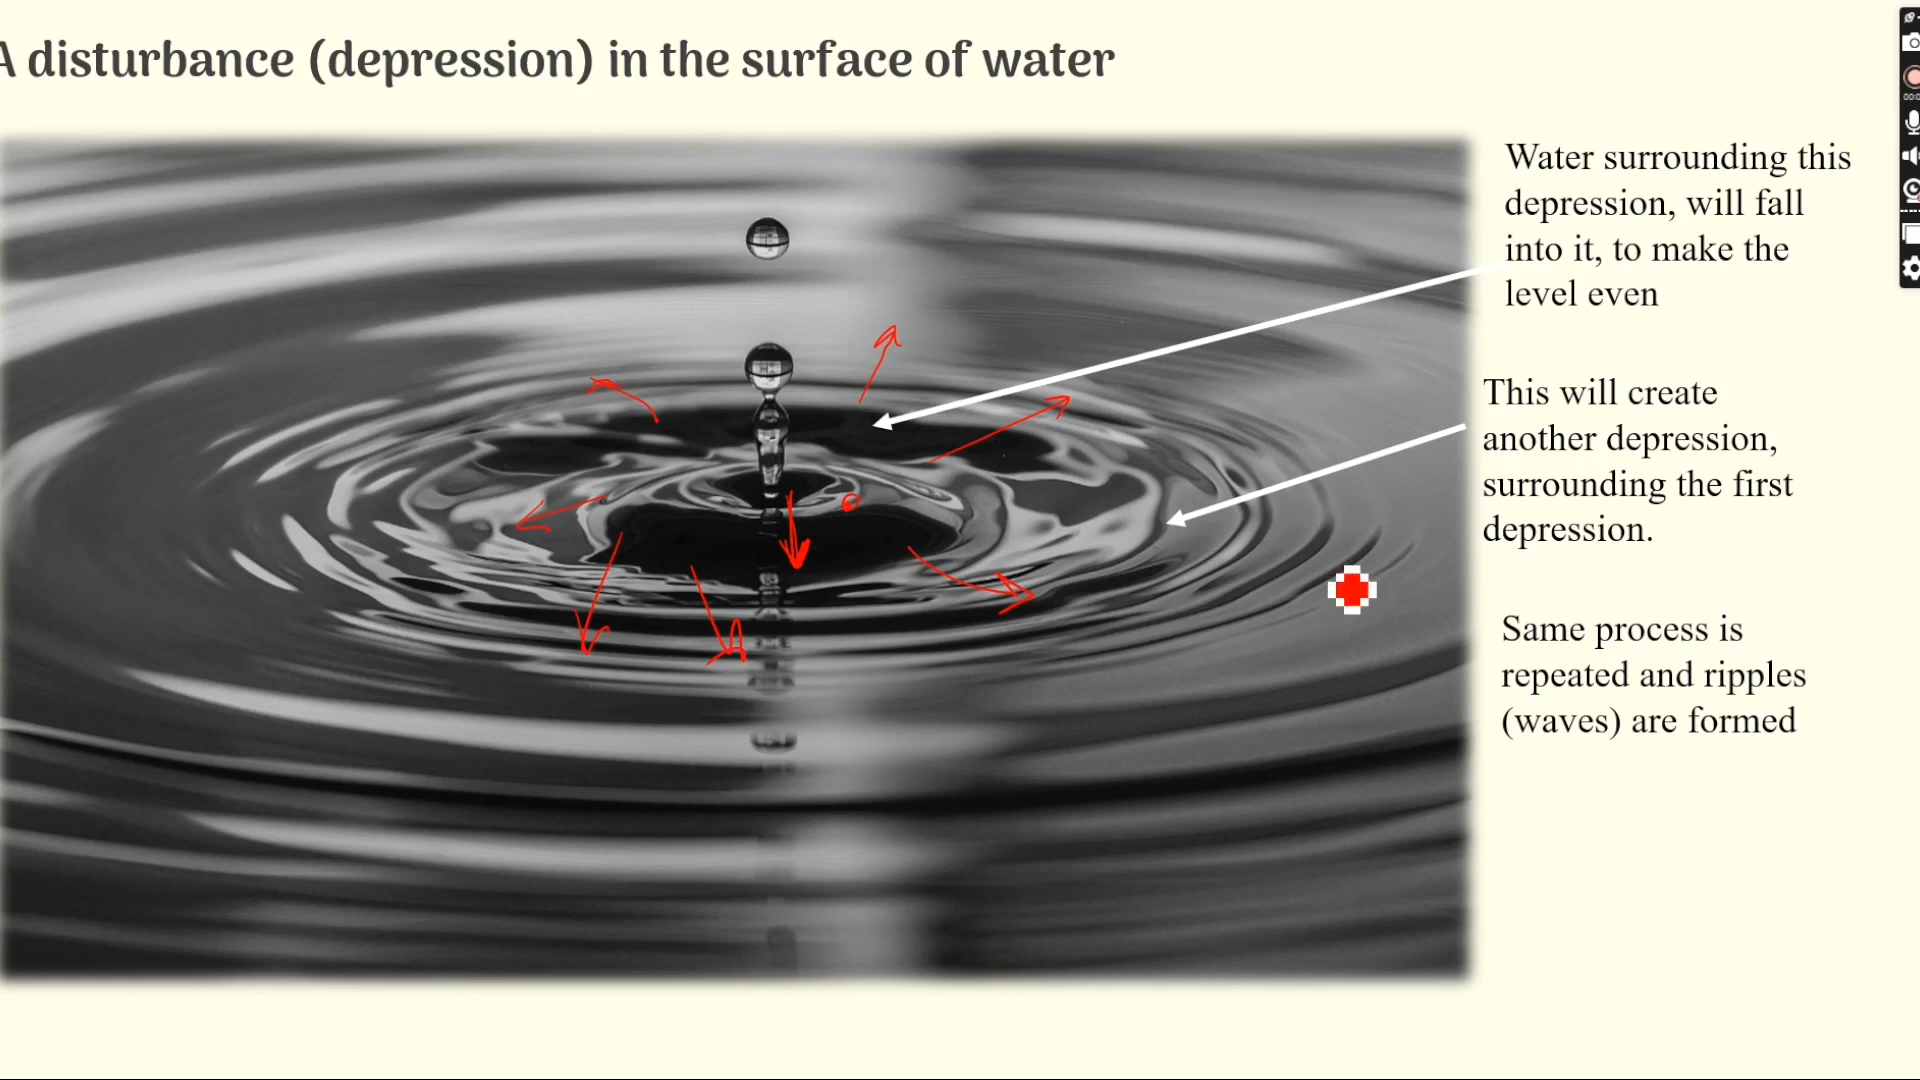 A disturbance (depression) in the surface of water
Water surrounding this
depression, will fall
into it, to make the
level even
This will create
another depression,
surrounding the first
depression.
Same process is
repeated and ripples
(waves) are formed